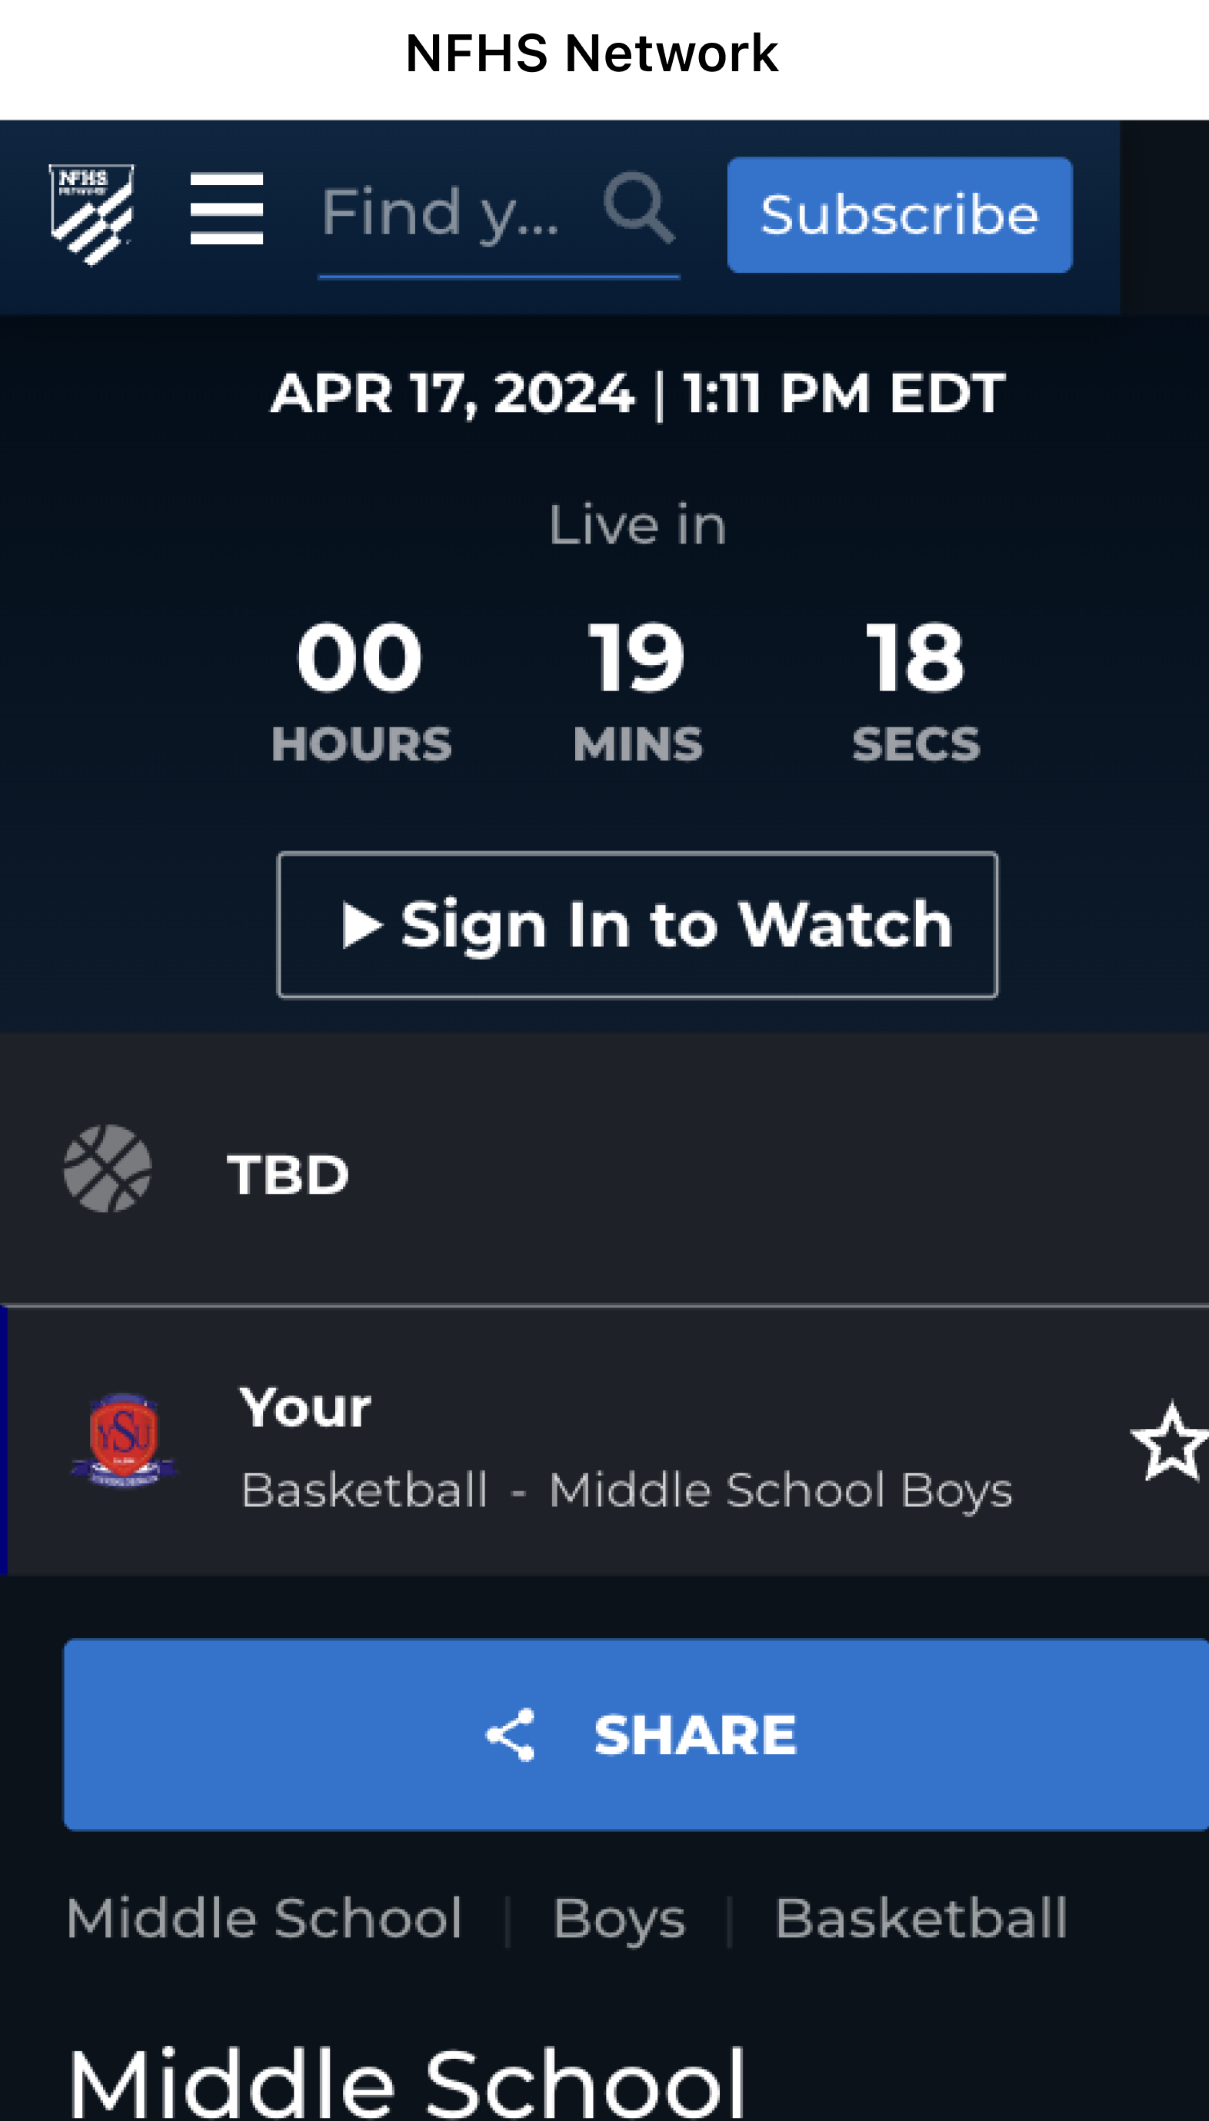 NFHS Network
NFHS
NETWORK
Find y...
Subscribe
APR 17, 2024 | 1:11 PM EDT
Live in
00 19 18
HOURS MINS SECS
Sign In to Watch
TBD
YSU
Your
Basketball - Middle School Boys
SHARE
Middle School | Boys | Basketball
Middle School